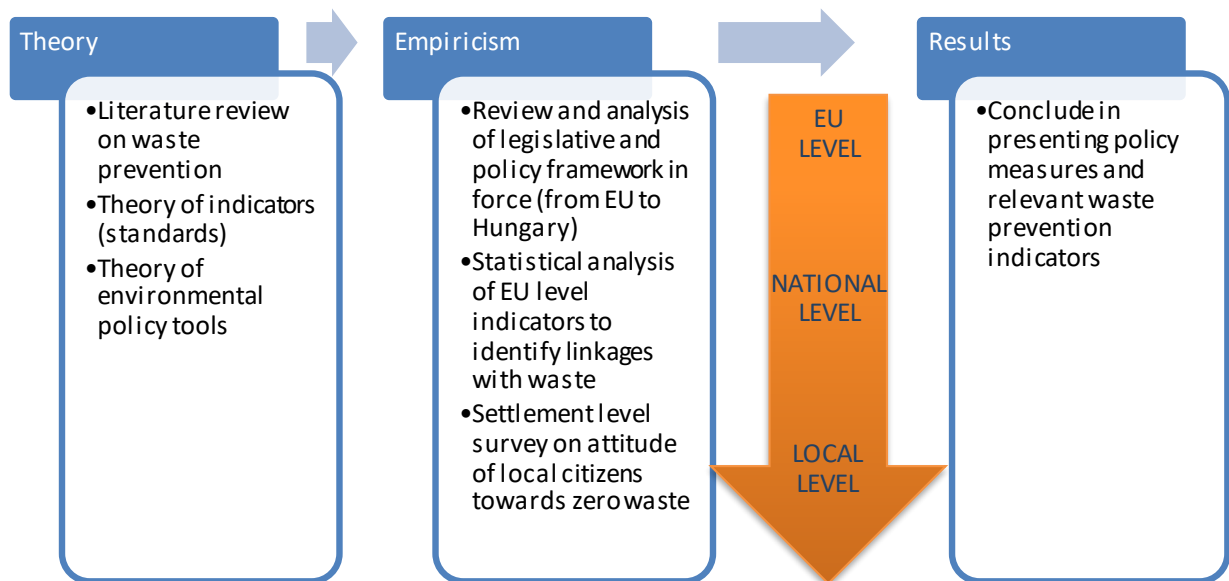 Theory
•Literature review
on waste
prevention
•Theory of indicators
(standards)
•Theory of
environmental
policy tools
Empiricism
•Review and analysis
of legislative and
policy framework in
force (from EU to
Hungary)
•Statistical analysis
of EU level
indicators to
identify linkages
with waste
•Settlement level
survey on attitude
of local citizens
towards zero waste
EU
LEVEL
NATIONAL
LEVEL
LOCAL
LEVEL
Results
•Conclude in
presenting policy
measures and
relevant waste
prevention
indicators